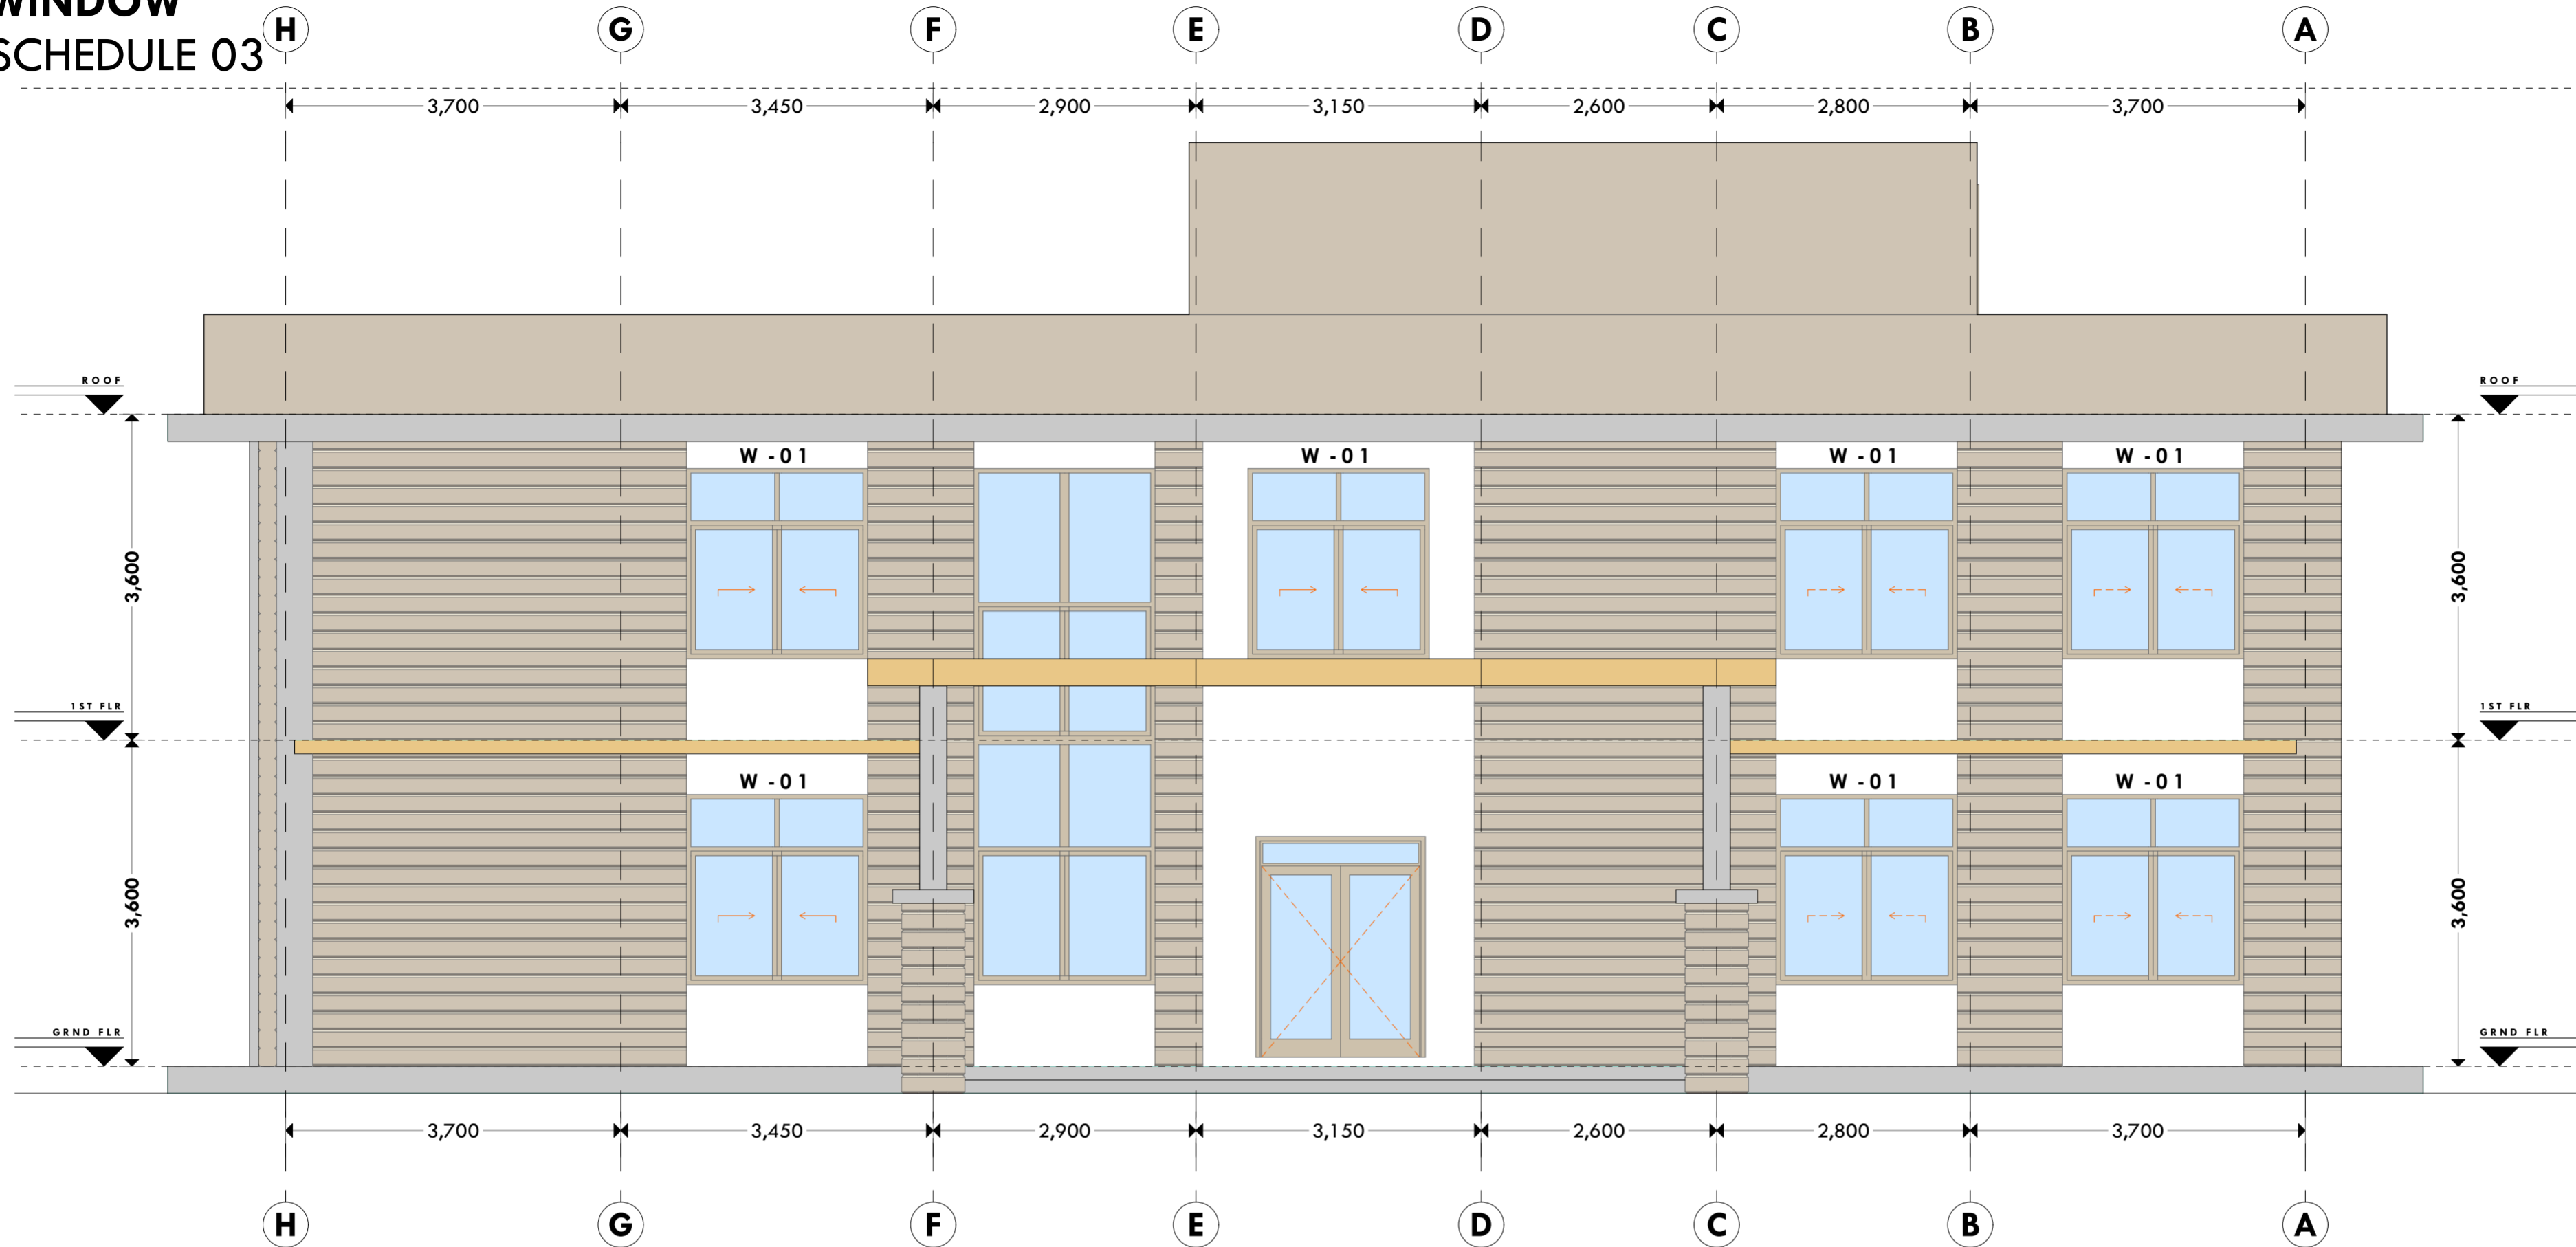 WINDOW
SCHEDULE 03
H G F E D C B A
3,700 3,450 2,900 3,150 2,600 2,800 3,700
ROOF ROOF
W-01 W-01 W-01 W-01
3,600 3,600
1ST FLR 1ST FLR
W-01 W-01 W-01
3,600 3,600
GRND FLR GRND FLR
3,700 3,450 2,900 3,150 2,600 2,800 3,700
H G F E D C B A